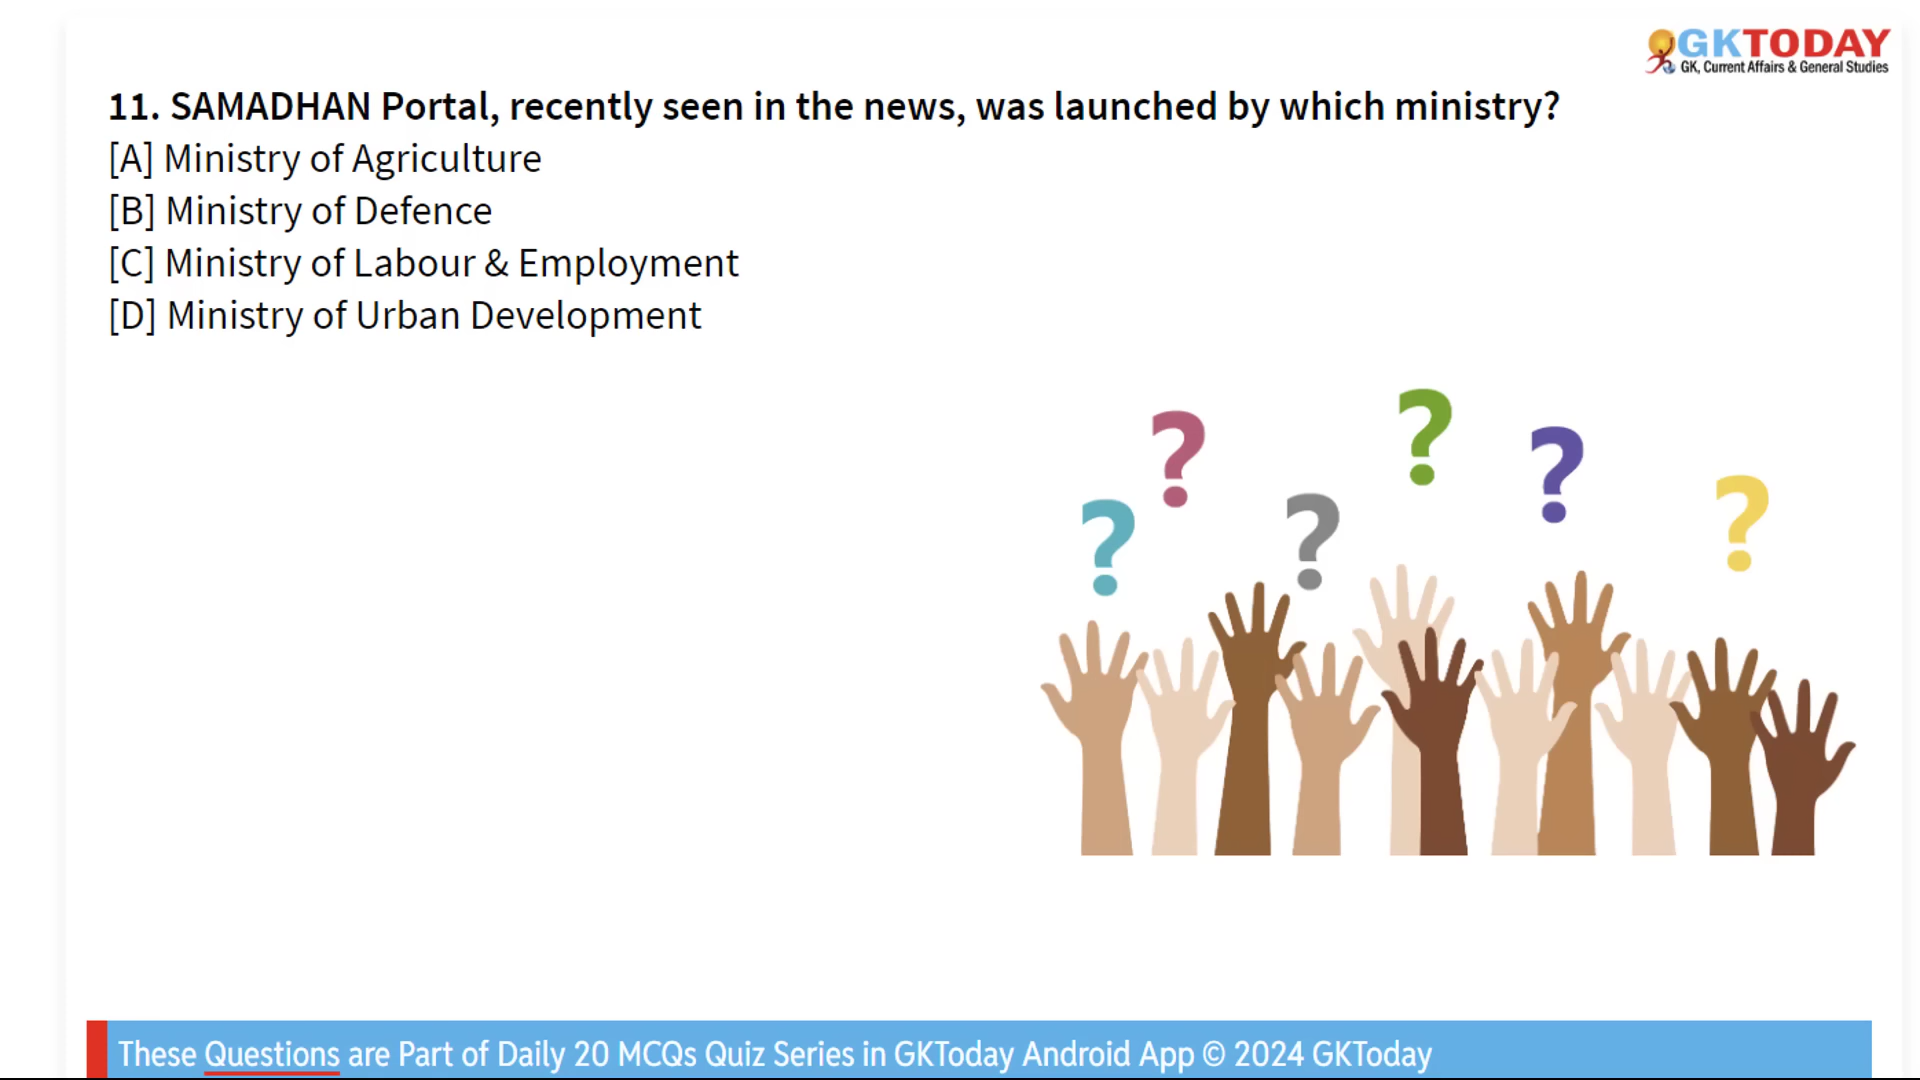 GKTODAY
GK, Current Affairs & General Studies
11. SAMADHAN Portal, recently seen in the news, was launched by which ministry?
[A] Ministry of Agriculture
[B] Ministry of Defence
[C] Ministry of Labour & Employment
[D] Ministry of Urban Development
? ? ? ? ? ?
These Questions are Part of Daily 20 MCQs Quiz Series in GKToday Android App © 2024 GKToday